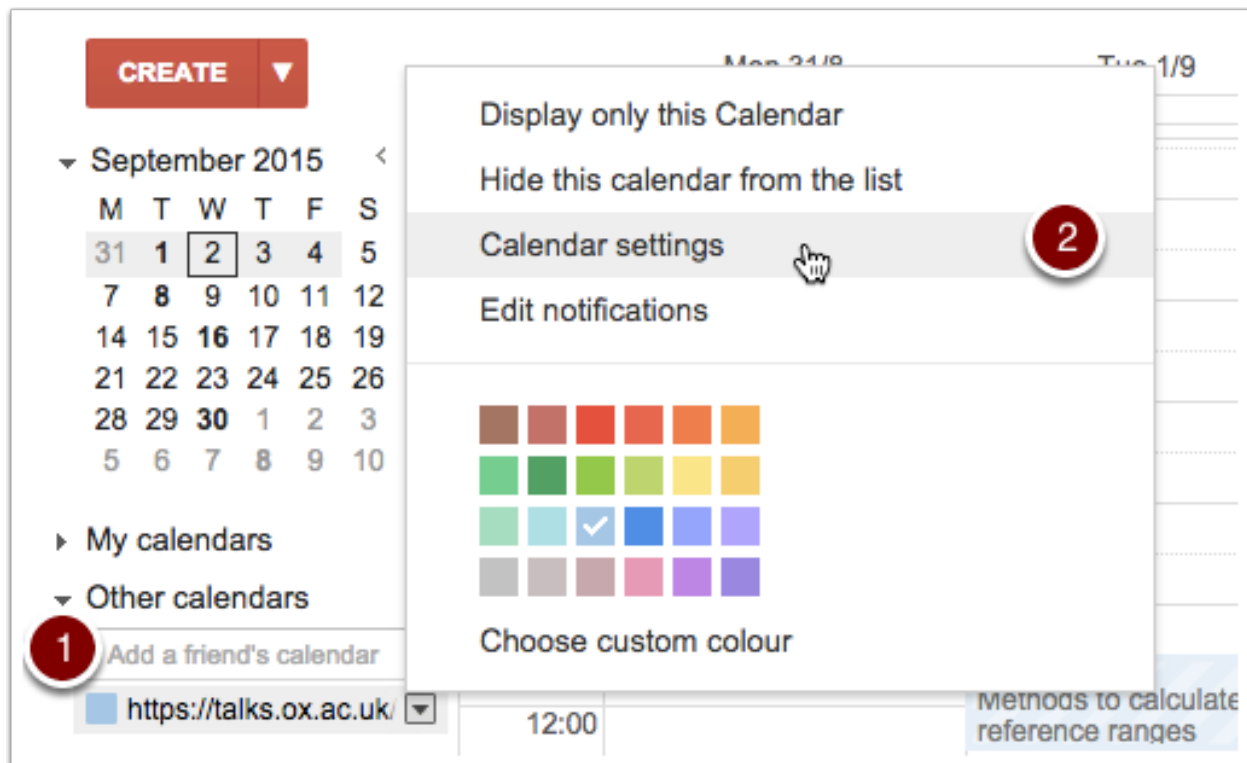 CREATE
September 2015
M T W T F S
31 1 2 3 4 5
7 8 9 10 11 12
14 15 16 17 18 19
21 22 23 24 25 26
28 29 30 1 2 3
5 6 7 8 9 10
My calendars
Other calendars
1
Add a friend's calendar
https://talks.ox.ac.uk/
Mon 31/8 Tue 1/9
Display only this Calendar
Hide this calendar from the list
Calendar settings
2
Edit notifications
Choose custom colour
12:00
Methods to calculate
reference ranges